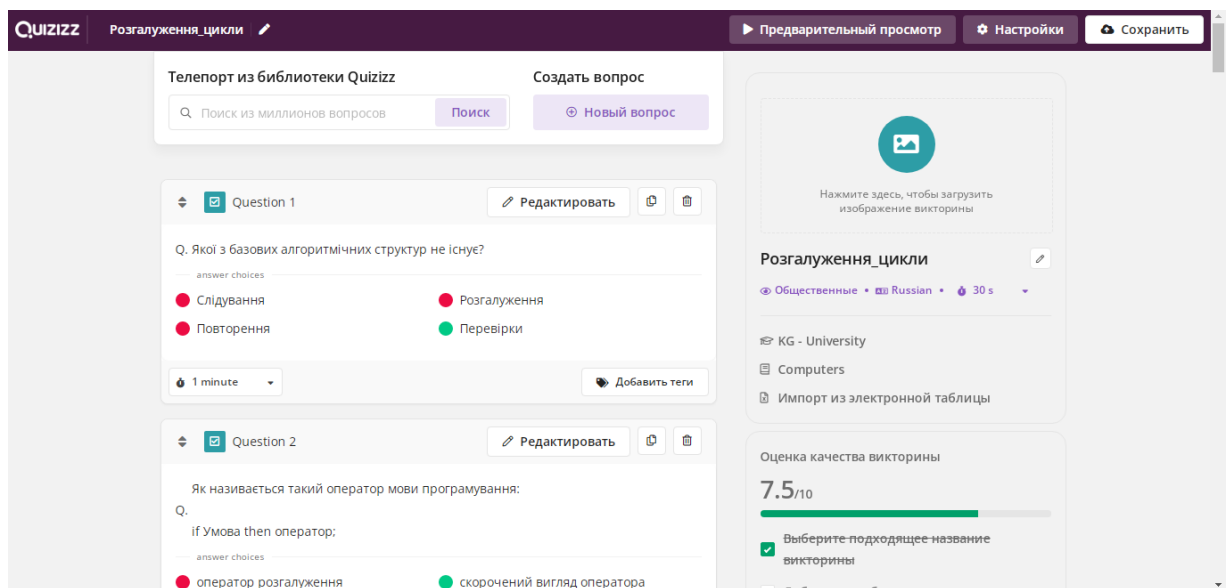 QUIZIZZ
Розгалуження_цикли
Предварительный просмотр
Настройки
Сохранить
Телепорт из библиотеки Quizizz
Создать вопрос
Поиск из миллионов вопросов
Поиск
Новый вопрос
Question 1
Редактировать
Q. Якої з базових алгоритмічних структур не існує?
answer choices
Слідування
Розгалуження
Повторення
Перевірки
1 minute
Добавить теги
Question 2
Редактировать
Як називається такий оператор мови програмування:
Q.
if Умова then оператор;
answer choices
оператор розгалуження
скорочений вигляд оператора
Нажмите здесь, чтобы загрузить
изображение викторины
Розгалуження_цикли
Общественные • Russian • 30 s
KG - University
Computers
Импорт из электронной таблицы
Оценка качества викторины
7.5/10
Выберите подходящее название
викторины